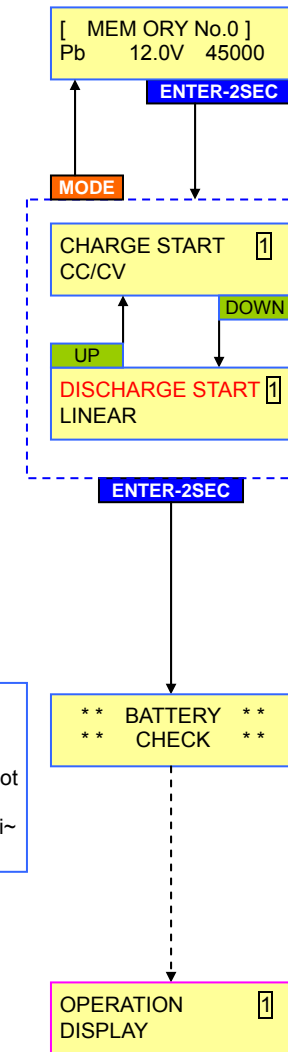 [ MEM ORY No.0 ]
Pb 12.0V 45000
ENTER-2SEC
MODE
CHARGE START 1
CC/CV
DOWN
UP
DISCHARGE START 1
LINEAR
ENTER-2SEC
* * BATTERY * *
* * CHECK * *
ot
i~
OPERATION 1
DISPLAY